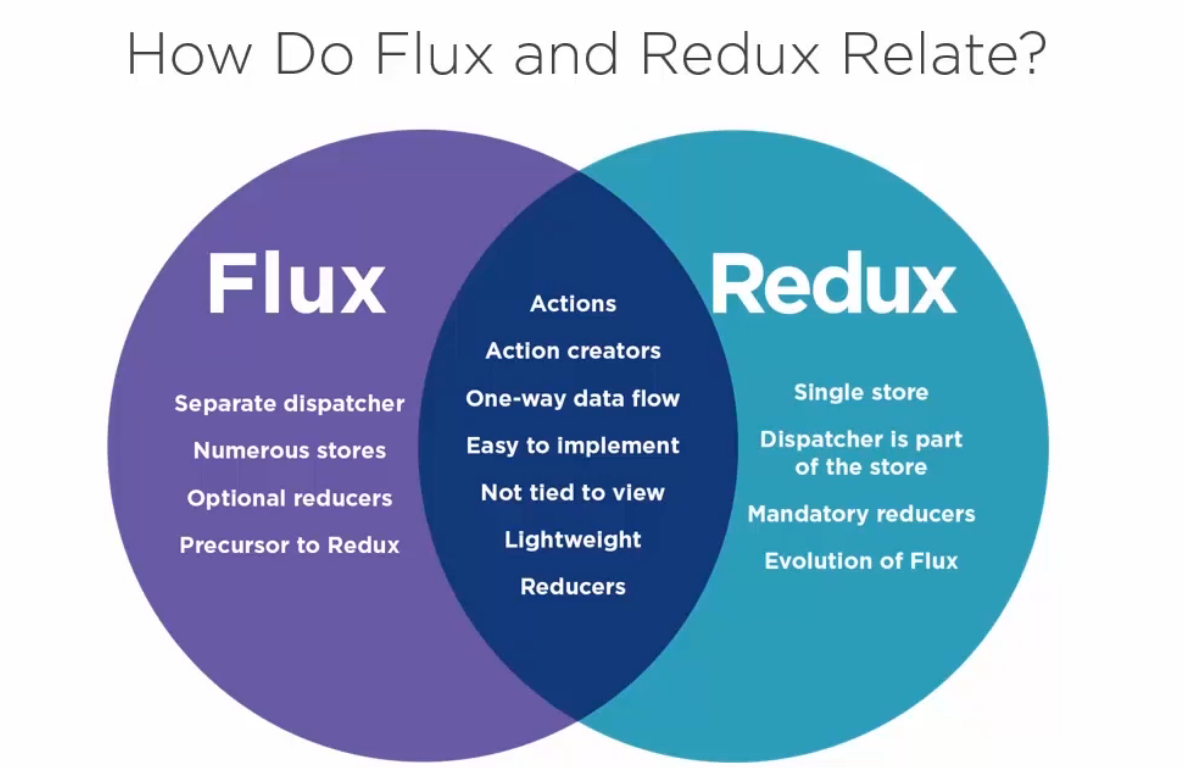 How Do Flux and Redux Relate?
Flux
Separate dispatcher
Numerous stores
Optional reducers
Precursor to Redux
Actions
Action creators
One-way data flow
Easy to implement
Not tied to view
Lightweight
Reducers
Redux
Single store
Dispatcher is part
of the store
Mandatory reducers
Evolution of Flux